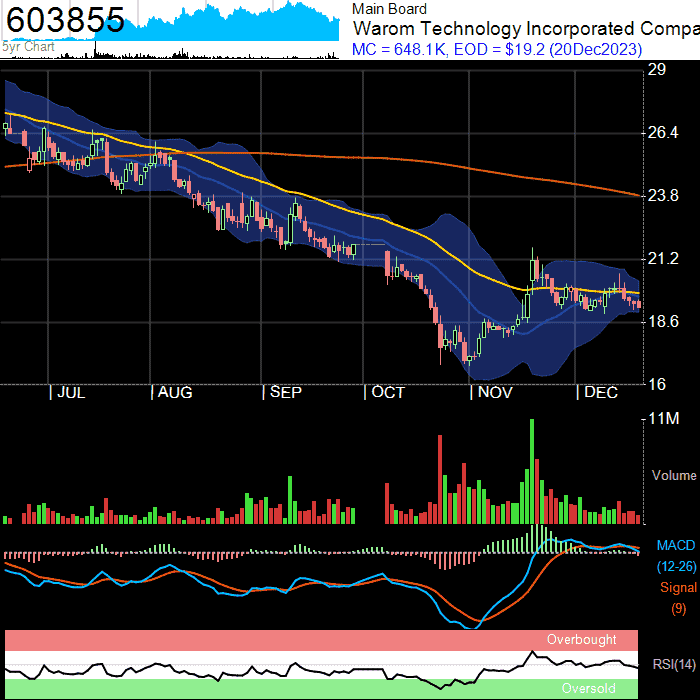 603855
5yr Chart
Main Board
Warom Technology Incorporated Compa
MC = 648.1K, EOD = $19.2 (20Dec2023)
29
26.4
23.8
21.2
18.6
16
JUL
AUG
SEP
OCT
NOV
DEC
11M
Volume
MACD
(12-26)
Signal
(9)
Overbought
RSI(14)
Oversold